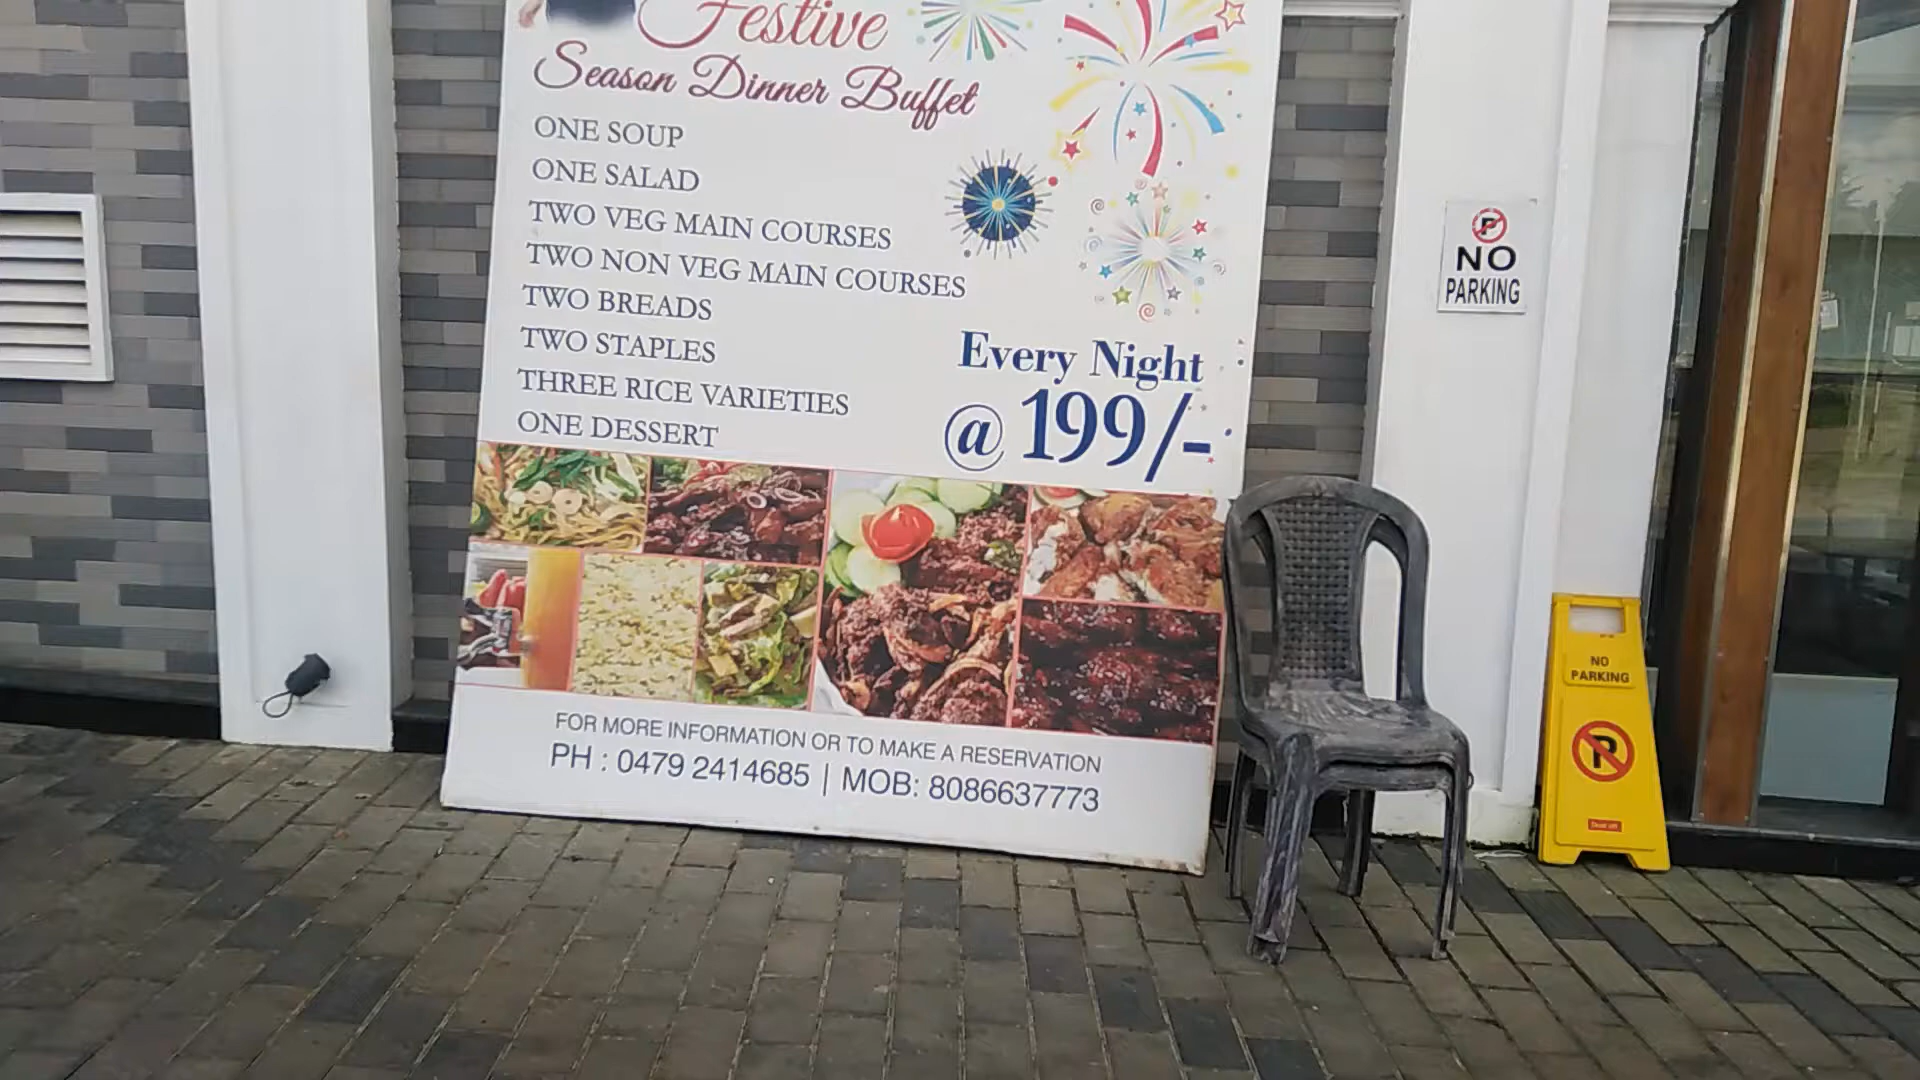 Festive
Season Dinner Buffet
ONE SOUP
ONE SALAD
TWO VEG MAIN COURSES
TWO NON VEG MAIN COURSES
TWO BREADS
TWO STAPLES
THREE RICE VARIETIES
ONE DESSERT
Every Night
@ 199/-
FOR MORE INFORMATION OR TO MAKE A RESERVATION
PH : 0479 2414685 | MOB: 8086637773
P
NO
PARKING
NO
PARKING
P